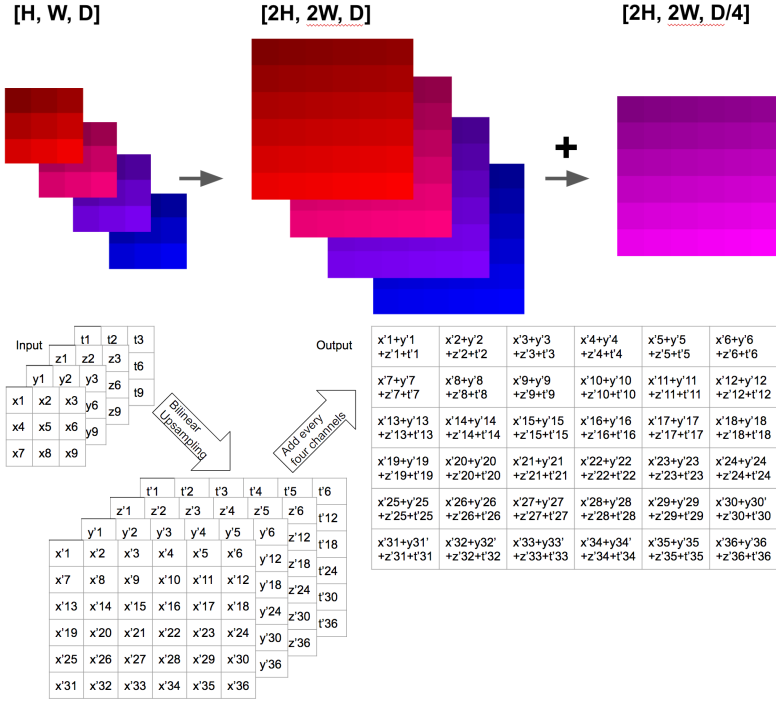 [H, W, D]
[2H, 2W, D]
[2H, 2W, D/4]
+
Input
t1 t2 t3
z1 z2 z3
t6
y1 y2 y3
z6
t9
x1 x2 x3
y6
z9
x4 x5 x6
y9
x7 x8 x9
Bilinear
Upsampling
Add every
four channels
t'1 t'2 t'3 t'4 t'5 t'6
z'1 z'2 z'3 z'4 z'5 z'6
t'12
y'1 y'2 y'3 y'4 y'5 y'6
z'12
t'18
x'1 x'2 x'3 x'4 x'5 x'6
y'12
z'18
t'24
x'7 x'8 x'9 x'10 x'11 x'12
y'18
z'24
t'30
x'13 x'14 x'15 x'16 x'17 x'18
y'24
z'30
t'36
x'19 x'20 x'21 x'22 x'23 x'24
y'30
z'36
x'25 x'26 x'27 x'28 x'29 x'30
y'36
x'31 x'32 x'33 x'34 x'35 x'36
Output
x'1+y'1 x'2+y'2 x'3+y'3 x'4+y'4 x'5+y'5 x'6+y'6
+z'1+t'1 +z'2+t'2 +z'3+t'3 +z'4+t'4 +z'5+t'5 +z'6+t'6
x'7+y'7 x'8+y'8 x'9+y'9 x'10+y'10 x'11+y'11 x'12+y'12
+z'7+t'7 +z'8+t'8 +z'9+t'9 +z'10+t'10 +z'11+t'11 +z'12+t'12
x'13+y'13 x'14+y'14 x'15+y'15 x'16+y'16 x'17+y'17 x'18+y'18
+z'13+t'13 +z'14+t'14 +z'15+t'15 +z'16+t'16 +z'17+t'17 +z'18+t'18
x'19+y'19 x'20+y'20 x'21+y'21 x'22+y'22 x'23+y'23 x'24+y'24
+z'19+t'19 +z'20+t'20 +z'21+t'21 +z'22+t'22 +z'23+t'23 +z'24+t'24
x'25+y'25 x'26+y'26 x'27+y'27 x'28+y'28 x'29+y'29 x'30+y30'
+z'25+t'25 +z'26+t'26 +z'27+t'27 +z'28+t'28 +z'29+t'29 +z'30+t'30
x'31+y31' x'32+y32' x'33+y33' x'34+y34' x'35+y'35 x'36+y'36
+z'31+t'31 +z'32+t'32 +z'33+t'33 +z'34+t'34 +z'35+t'35 +z'36+t'36